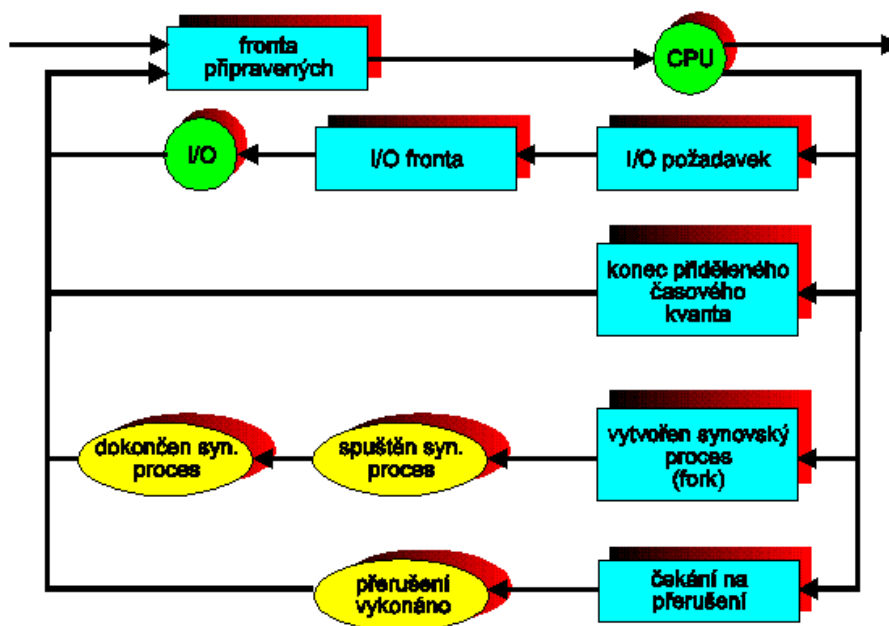 fronta
připravených
CPU
I/O
I/O fronta
I/O požadavek
konec přiděleného
časového
kvanta
dokončen syn.
proces
spuštěn syn.
proces
vytvořen synovský
proces
(fork)
přerušení
vykonáno
čekání na
přerušení